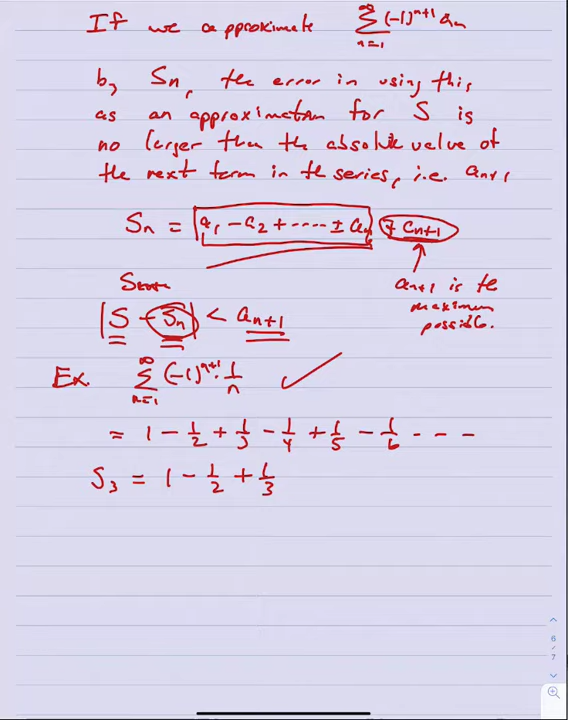 If we approximate ∑_{n=1}^{∞} (-1)^{n+1} a_n
by S_n, the error in using this
as an approximation for S is
no larger than the absolute value of
the next term in the series, i.e. a_{n+1}
S_n = a_1 - a_2 + ..... ± a_n ∓ a_{n+1}
a_{n+1} is the
maximum
possible.
|S - S_n| < a_{n+1}
Ex. ∑_{n=1}^{∞} (-1)^{n+1} · 1/n ✓
= 1 - 1/2 + 1/3 - 1/4 + 1/5 - 1/6 - - -
S_3 = 1 - 1/2 + 1/3
6
7